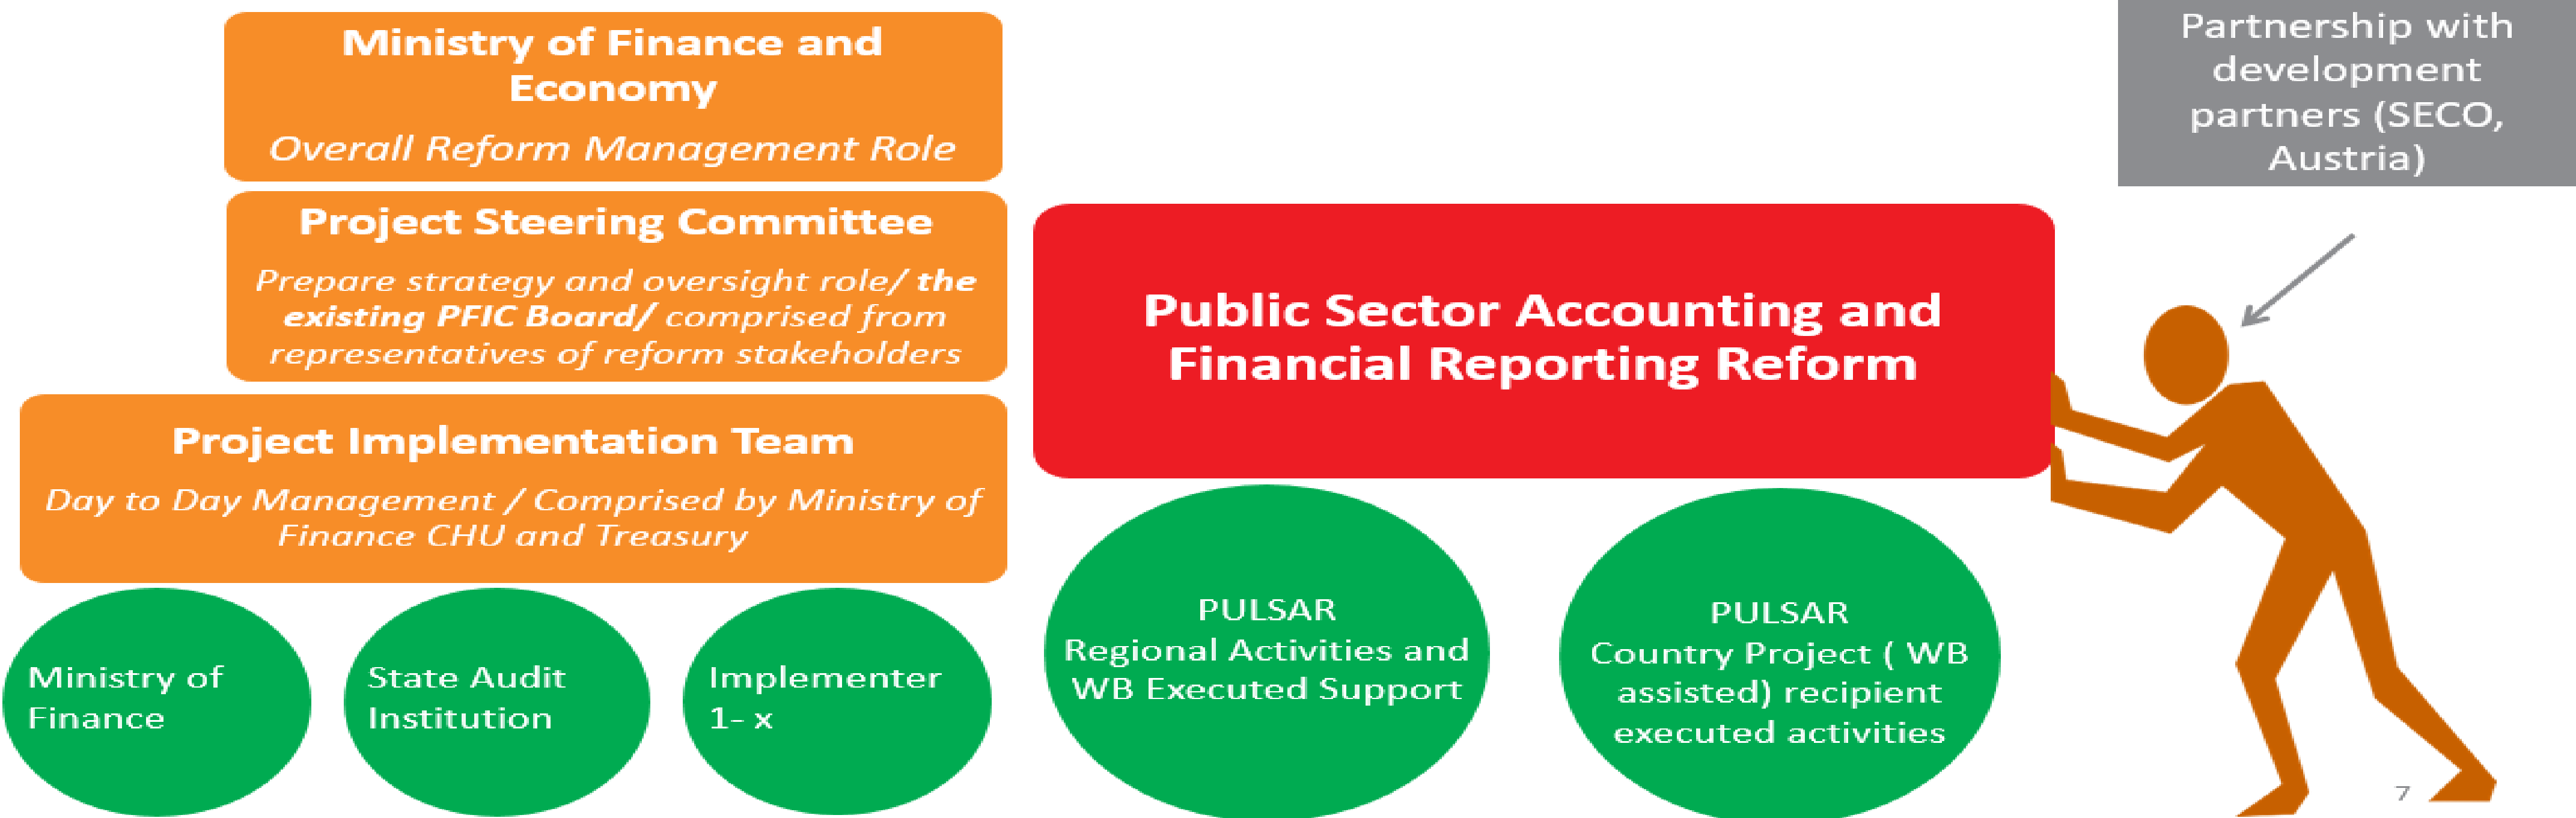 Ministry of Finance and
Economy
Overall Reform Management Role
Project Steering Committee
Prepare strategy and oversight role/ the
existing PFIC Board/ comprised from
representatives of reform stakeholders
Project Implementation Team
Day to Day Management / Comprised by Ministry of
Finance CHU and Treasury
Ministry of
Finance
State Audit
Institution
Implementer
1- x
Public Sector Accounting and
Financial Reporting Reform
PULSAR
Regional Activities and
WB Executed Support
PULSAR
Country Project ( WB
assisted) recipient
executed activities
Partnership with
development
partners (SECO,
Austria)
7